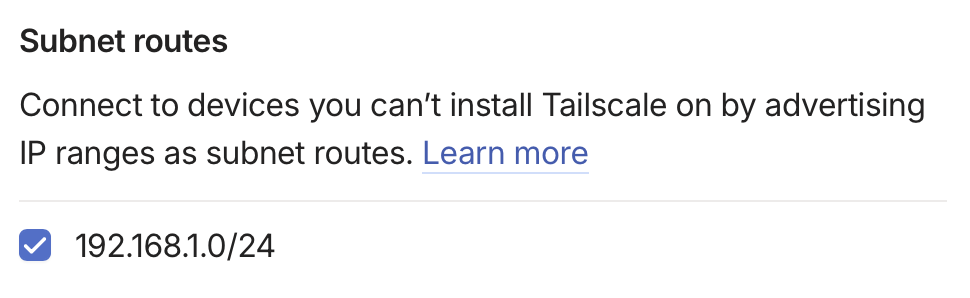 Subnet routes
Connect to devices you can’t install Tailscale on by advertising
IP ranges as subnet routes. Learn more
192.168.1.0/24